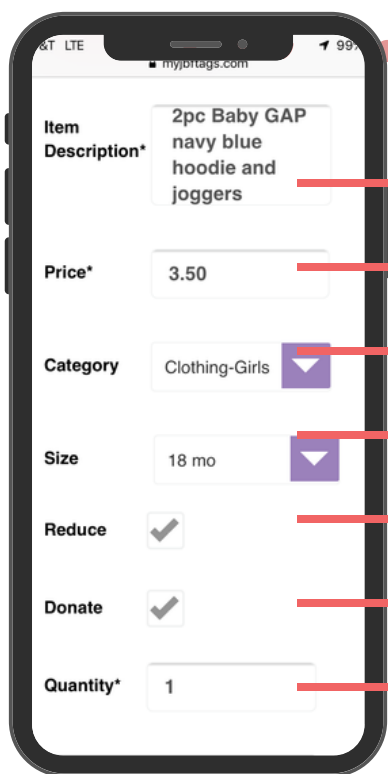 &T LTE 99%
myjbftags.com
Item
Description*
2pc Baby GAP
navy blue
hoodie and
joggers
Price* 3.50
Category Clothing-Girls
Size 18 mo
Reduce
Donate
Quantity* 1